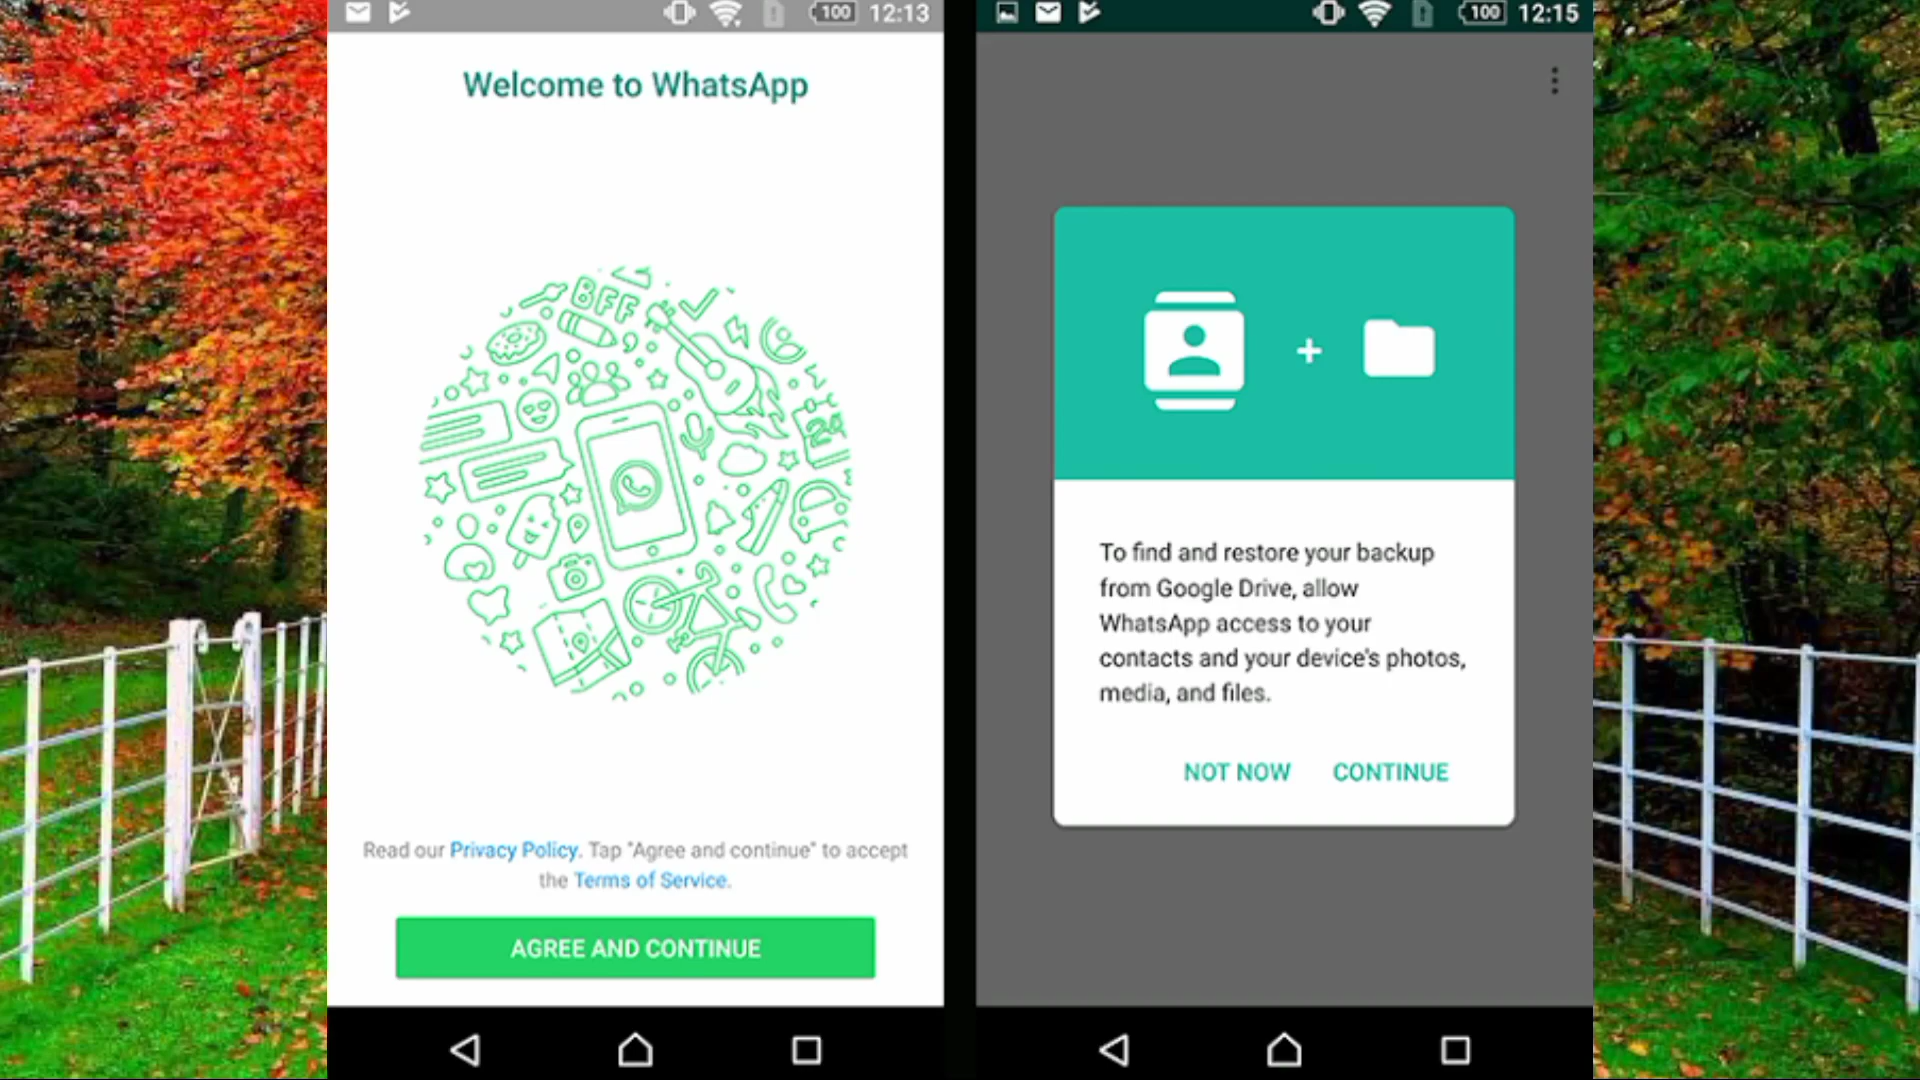 100 12:13
Welcome to WhatsApp
BFF
24
Read our Privacy Policy. Tap "Agree and continue" to accept
the Terms of Service.
AGREE AND CONTINUE
100 12:15
To find and restore your backup
from Google Drive, allow
WhatsApp access to your
contacts and your device's photos,
media, and files.
NOT NOW CONTINUE